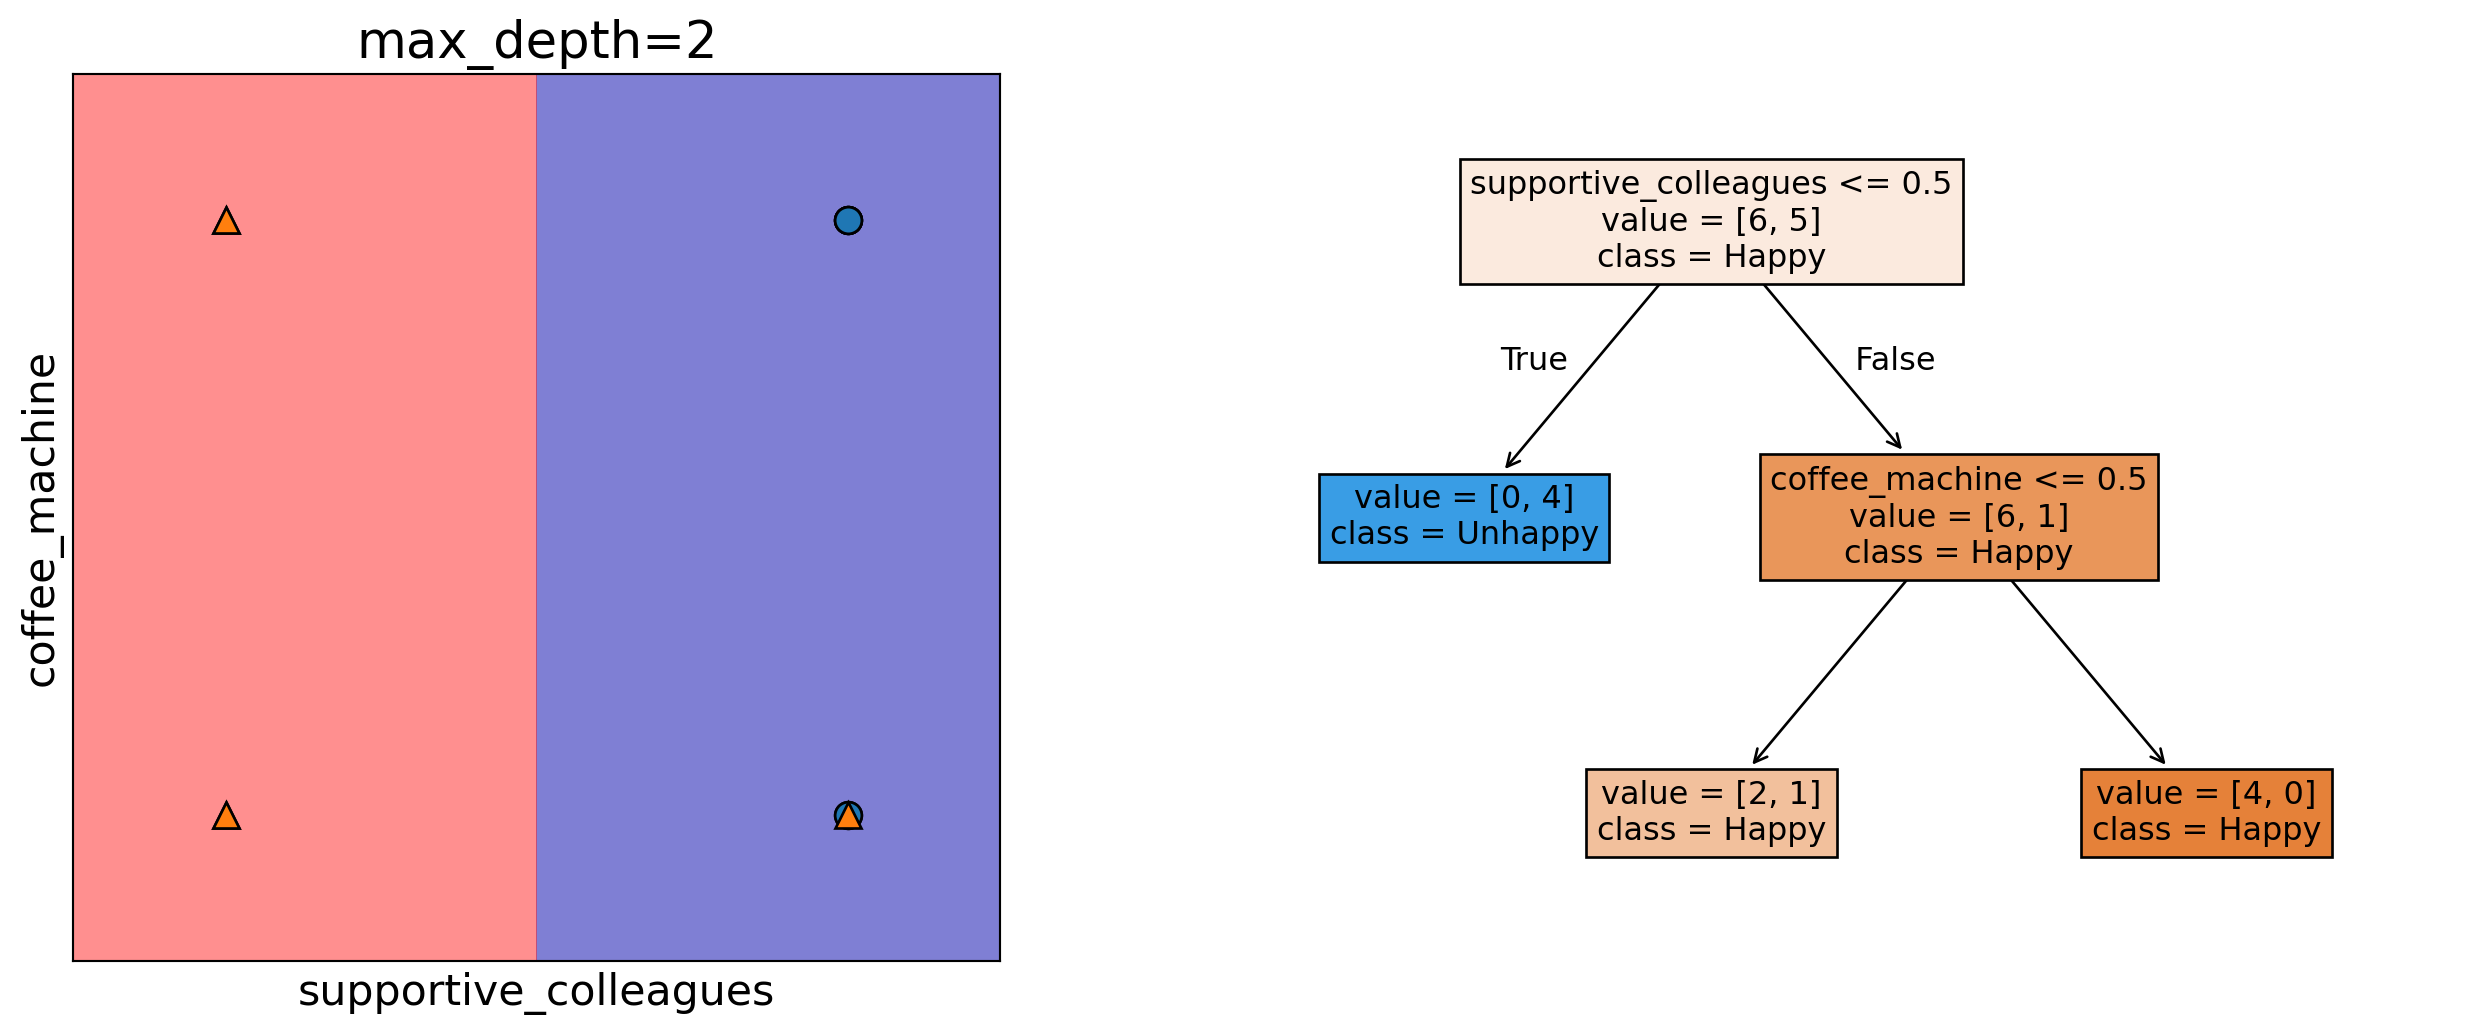 max_depth=2
coffee_machine
supportive_colleagues
supportive_colleagues <= 0.5
value = [6, 5]
class = Happy
True
False
value = [0, 4]
class = Unhappy
coffee_machine <= 0.5
value = [6, 1]
class = Happy
value = [2, 1]
class = Happy
value = [4, 0]
class = Happy